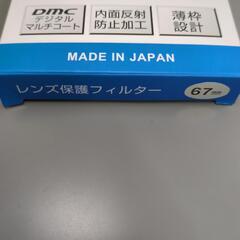 DMC
デジタル
マルチコート
内面反射
防止加工
薄枠
設計
MADE IN JAPAN
レンズ保護フィルター
67mm